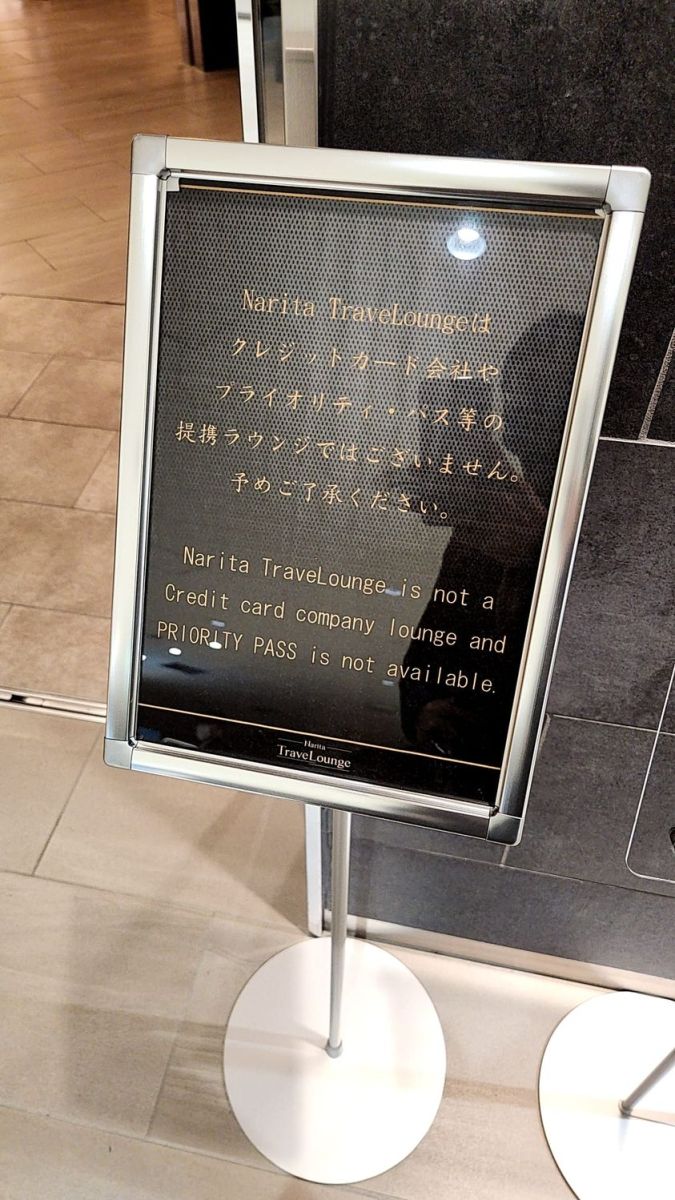 Narita TraveLoungeは
クレジットカード会社や
プライオリティ・パス等の
提携ラウンジではございません。
予めご了承ください。
Narita TraveLounge is not a
Credit card company lounge and
PRIORITY PASS is not available.
Narita
TraveLounge